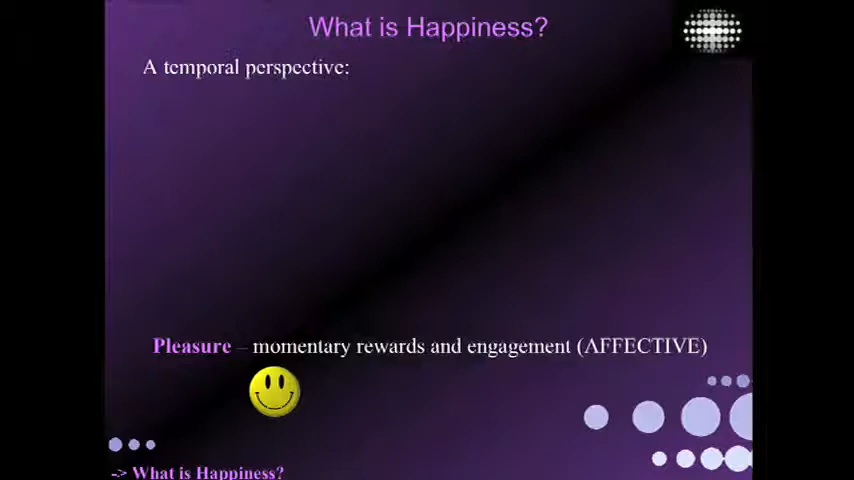 What is Happiness?
A temporal perspective:
Pleasure – momentary rewards and engagement (AFFECTIVE)
-> What is Happiness?